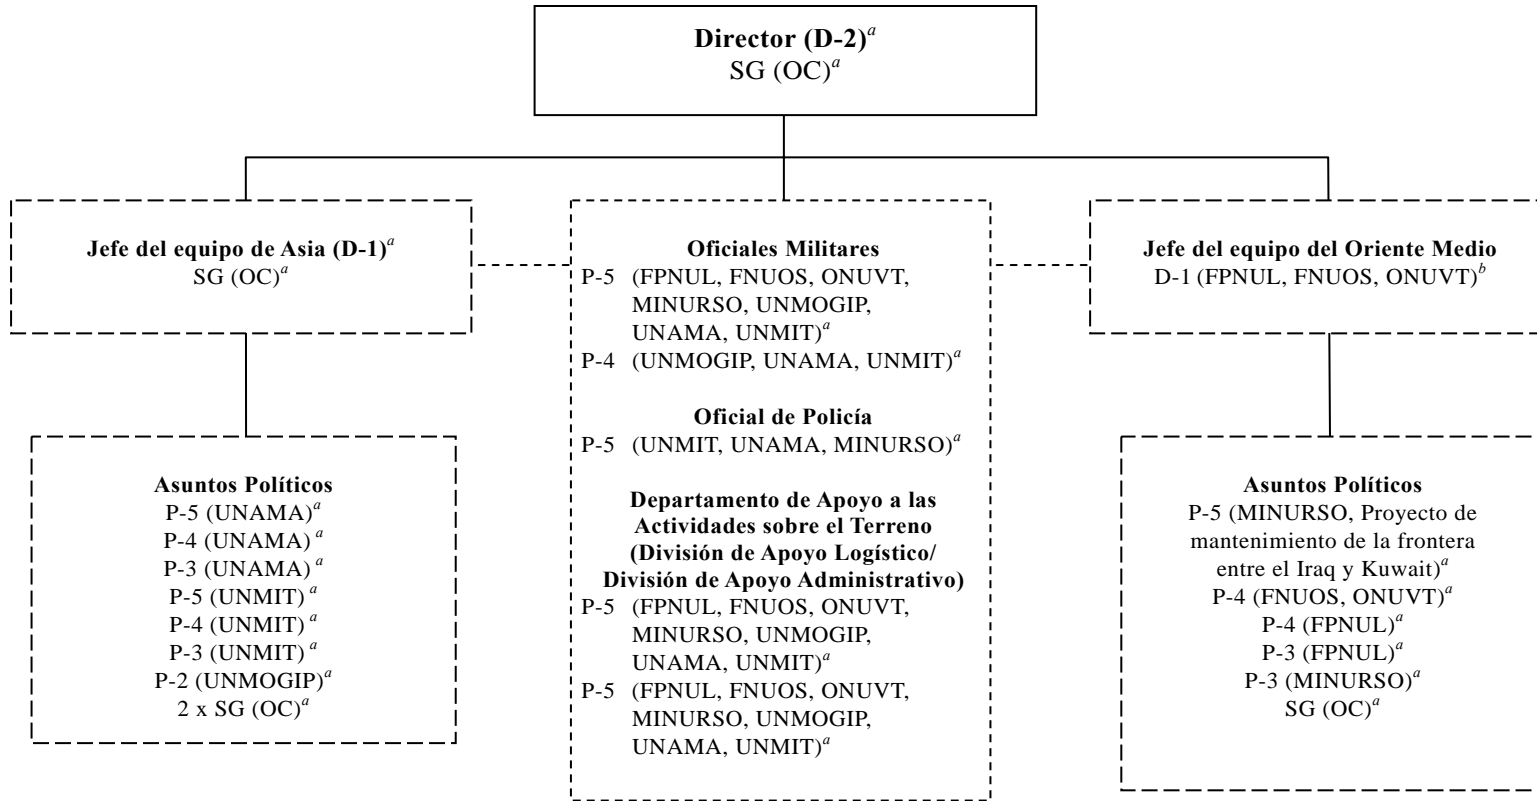 Director (D-2)ᵃ
SG (OC)ᵃ
Jefe del equipo de Asia (D-1)ᵃ
SG (OC)ᵃ
Asuntos Políticos
P-5 (UNAMA)ᵃ
P-4 (UNAMA) ᵃ
P-3 (UNAMA) ᵃ
P-5 (UNMIT) ᵃ
P-4 (UNMIT) ᵃ
P-3 (UNMIT) ᵃ
P-2 (UNMOGIP)ᵃ
2 x SG (OC)ᵃ
Oficiales Militares
P-5 (FPNUL, FNUOS, ONUVT,
MINURSO, UNMOGIP,
UNAMA, UNMIT)ᵃ
P-4 (UNMOGIP, UNAMA, UNMIT)ᵃ
Oficial de Policía
P-5 (UNMIT, UNAMA, MINURSO)ᵃ
Departamento de Apoyo a las
Actividades sobre el Terreno
(División de Apoyo Logístico/
División de Apoyo Administrativo)
P-5 (FPNUL, FNUOS, ONUVT,
MINURSO, UNMOGIP,
UNAMA, UNMIT)ᵃ
P-5 (FPNUL, FNUOS, ONUVT,
MINURSO, UNMOGIP,
UNAMA, UNMIT)ᵃ
Jefe del equipo del Oriente Medio
D-1 (FPNUL, FNUOS, ONUVT)ᵇ
Asuntos Políticos
P-5 (MINURSO, Proyecto de
mantenimiento de la frontera
entre el Iraq y Kuwait)ᵃ
P-4 (FNUOS, ONUVT)ᵃ
P-4 (FPNUL)ᵃ
P-3 (FPNUL)ᵃ
P-3 (MINURSO)ᵃ
SG (OC)ᵃ